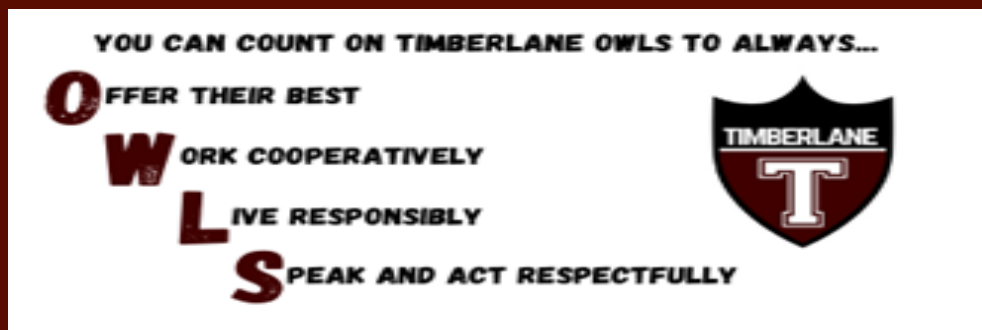 YOU CAN COUNT ON TIMBERLANE OWLS TO ALWAYS...
OFFER THEIR BEST
WORK COOPERATIVELY
LIVE RESPONSIBLY
SPEAK AND ACT RESPECTFULLY
TIMBERLANE
T